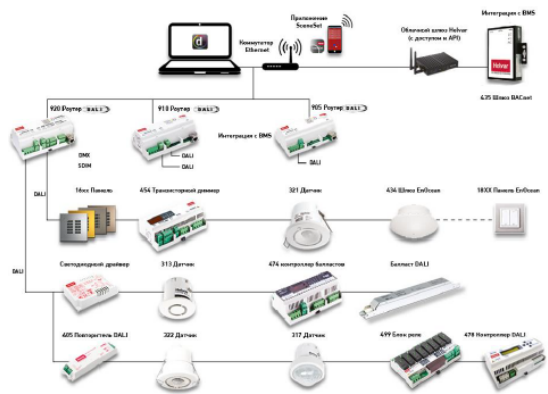 Приложение
SceneSet
Интеграция с BMS
Коммутатор
Ethernet
Облачный шлюз Helvar
(с доступом к API)
Helvar
435 Шлюз BACnet
920 Роутер DALI
910 Роутер DALI
905 Роутер DALI
Интеграция с BMS
DMX
SDIM
DALI
DALI
DALI
DALI
16xx Панель
454 Транзисторный диммер
321 Датчик
434 Шлюз EnOcean
18XX Панель EnOcean
DALI
Светодиодный драйвер
313 Датчик
474 контроллер балластов
Балласт DALI
405 Повторитель DALI
322 Датчик
317 Датчик
499 Блок реле
478 Контроллер DALI